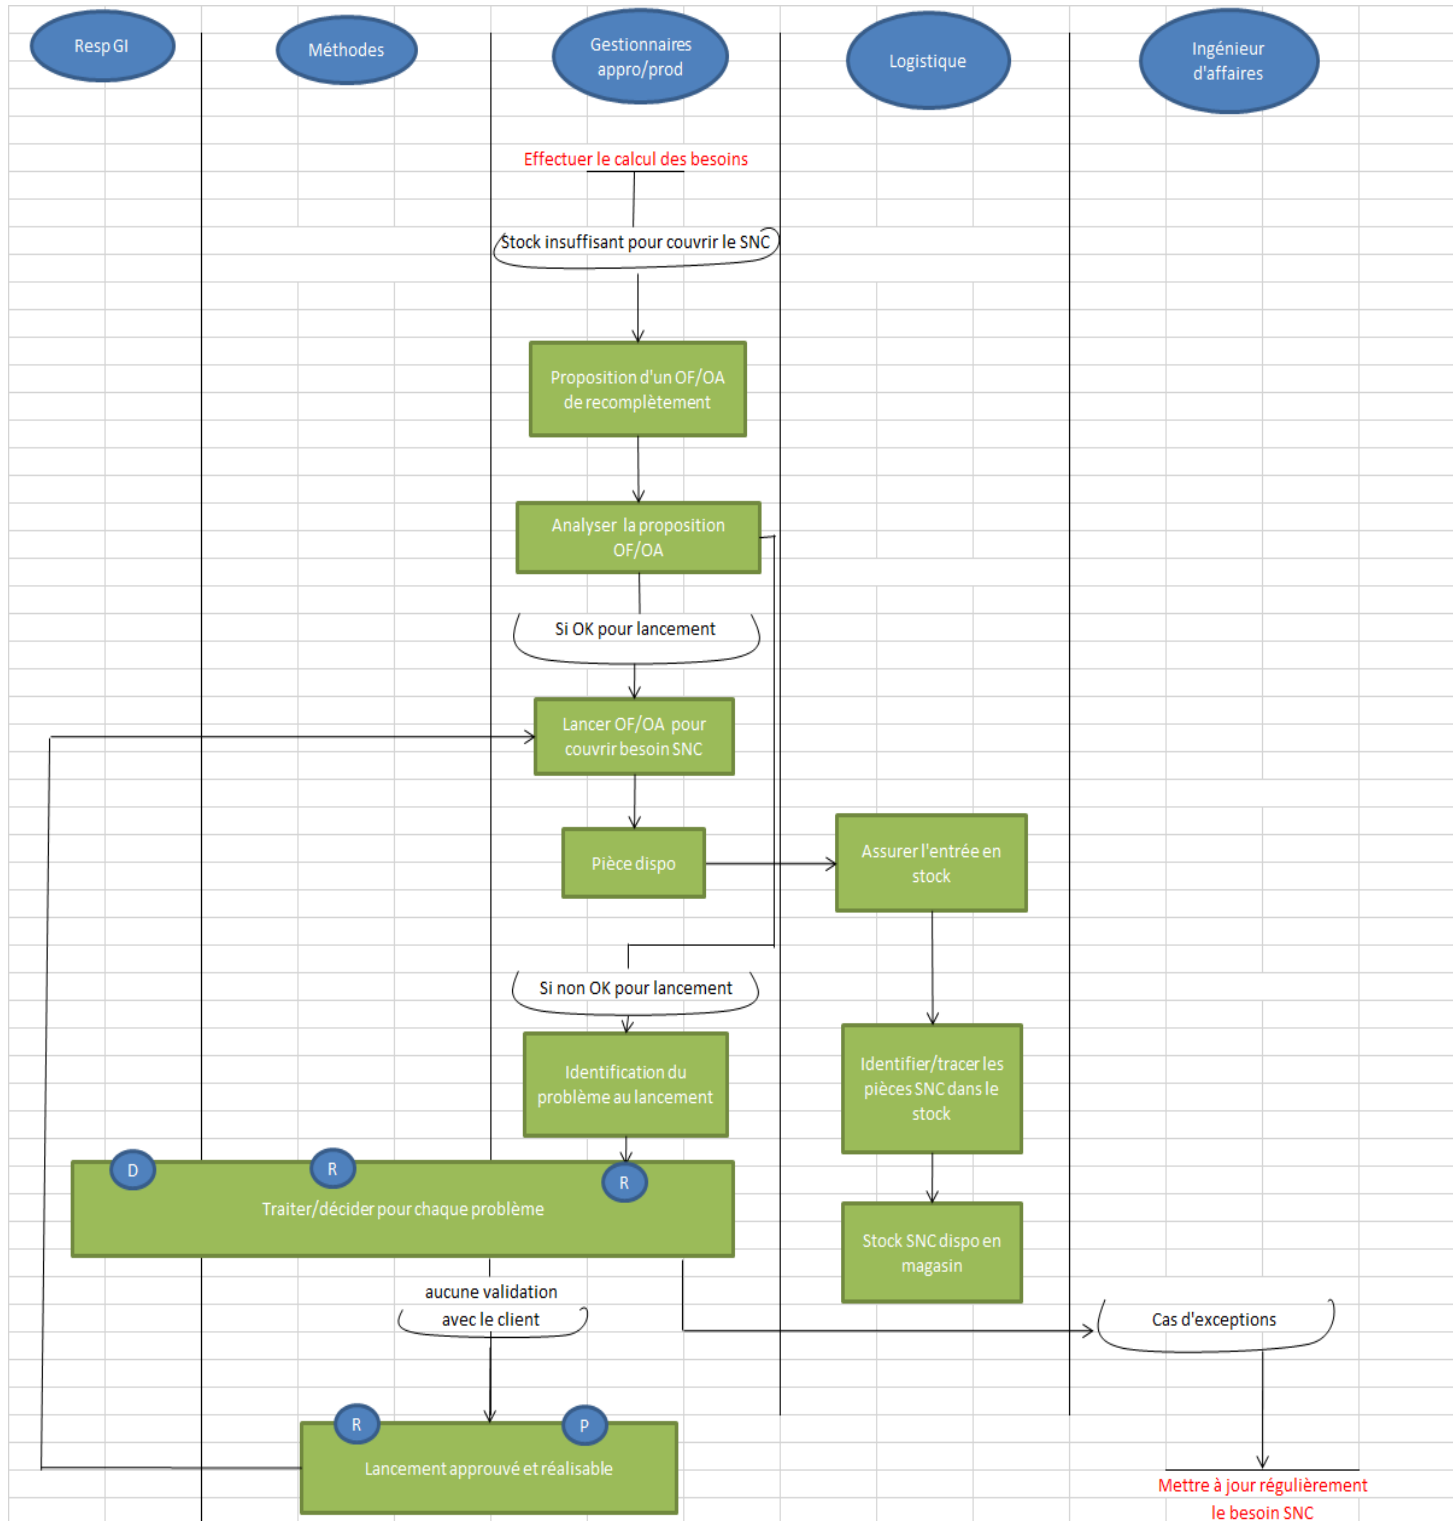 Resp GI
Méthodes
Gestionnaires
appro/prod
Logistique
Ingénieur
d'affaires
Effectuer le calcul des besoins
Stock insuffisant pour couvrir le SNC
Proposition d'un OF/OA
de recomplètement
Analyser la proposition
OF/OA
Si OK pour lancement
Lancer OF/OA pour
couvrir besoin SNC
Pièce dispo
Assurer l'entrée en
stock
Si non OK pour lancement
Identification du
problème au lancement
Identifier/tracer les
pièces SNC dans le
stock
D
R
R
Traiter/décider pour chaque problème
Stock SNC dispo en
magasin
aucune validation
avec le client
Cas d'exceptions
R
P
Lancement approuvé et réalisable
Mettre à jour régulièrement
le besoin SNC